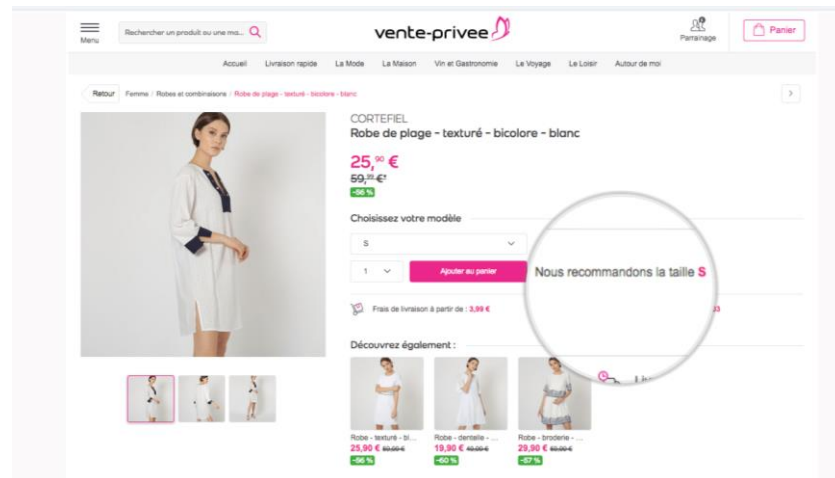 Menu
Rechercher un produit ou une ma...
vente-privee
Parrainage
Panier
Accueil Livraison rapide La Mode La Maison Vin et Gastronomie Le Voyage Le Loisir Autour de moi
Retour Femme / Robes et combinaisons / Robe de plage - texturé - bicolore - blanc
CORTEFIEL
Robe de plage - texturé - bicolore - blanc
25,⁹⁰ €
59,⁹⁹ €*
-56 %
Choisissez votre modèle
S
1 Ajouter au panier
Nous recommandons la taille S
Frais de livraison à partir de : 3,99 €
Découvrez également :
Robe - texturé - bl... Robe - dentelle - ... Robe - broderie - ...
25,90 € 19,90 € 29,90 €
-56 % -60 % -57 %